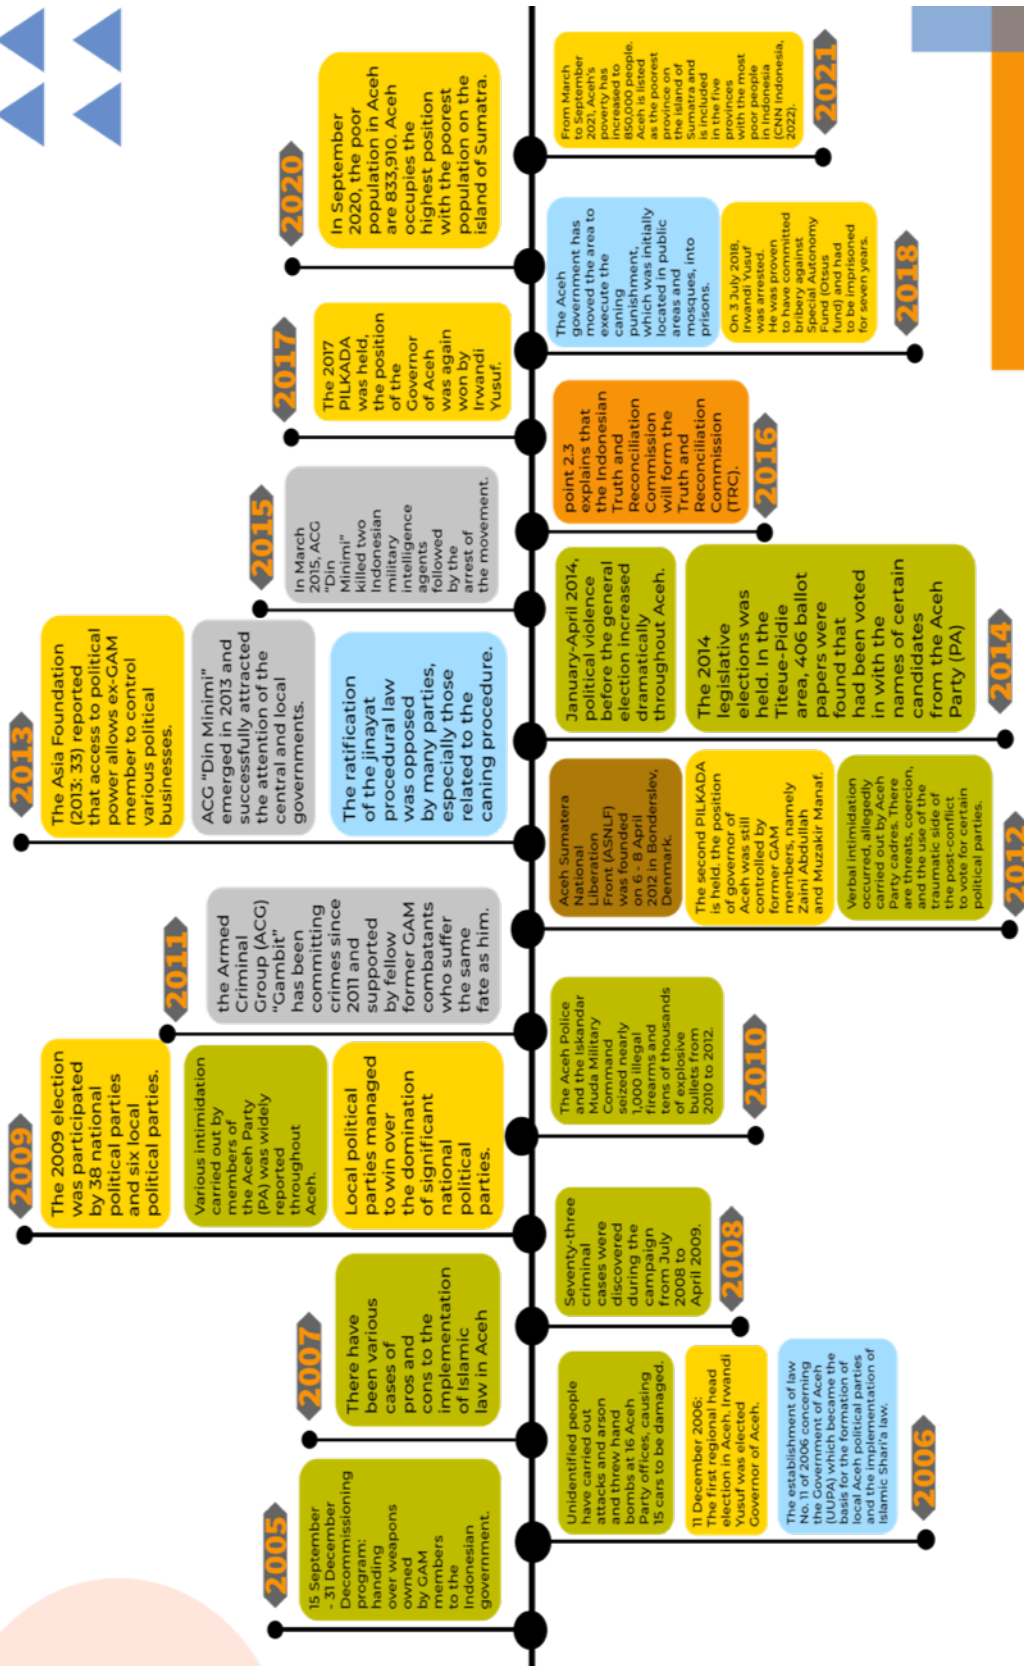 2005
15 September
- 31 December
Decommissioning
program:
handing
over weapons
owned
by GAM
members
to the
Indonesian
government.
2006
Unidentified people
have carried out
attacks and arson
and threw hand
bombs at 16 Aceh
Party offices, causing
15 cars to be damaged.
11 December 2006:
The first regional head
election in Aceh. Irwandi
Yusuf was elected
Governor of Aceh.
The establishment of law
No. 11 of 2006 concerning
the Government of Aceh
(UUPA) which became the
basis for the formation of
local Aceh political parties
and the implementation of
Islamic Shari'a law.
2007
There have
been various
cases of
pros and
cons to the
implementation
of Islamic
law in Aceh
2008
Seventy-three
criminal
cases were
discovered
during the
campaign
from July
2008 to
April 2009.
2009
The 2009 election
was participated
by 38 national
political parties
and six local
political parties.
Various intimidation
carried out by
members of
the Aceh Party
(PA) was widely
reported
throughout
Aceh.
Local political
parties managed
to win over
the domination
of significant
national
political
parties.
2010
The Aceh Police
and the Iskandar
Muda Military
Command
seized nearly
1,000 illegal
firearms and
tens of thousands
of explosive
bullets from
2010 to 2012.
2011
the Armed
Criminal
Group (ACG)
"Gambit"
has been
committing
crimes since
2011 and
supported
by fellow
former GAM
combatants
who suffer
the same
fate as him.
2012
Aceh Sumatera
National
Liberation
Front (ASNLF)
was founded
on 6 - 8 April
2012 in Bonderslev,
Denmark.
The second PILKADA
is held. the position
of governor of
Aceh was still
controlled by
former GAM
members, namely
Zaini Abdullah
and Muzakir Manaf.
Verbal intimidation
occurred, allegedly
carried out by Aceh
Party cadres. There
are threats, coercion,
and the use of the
traumatic side of
the post-conflict
to vote for certain
political parties.
2013
The Asia Foundation
(2013: 33) reported
that access to political
power allows ex-GAM
member to control
various political
businesses.
ACG "Din Minimi"
emerged in 2013 and
successfully attracted
the attention of the
central and local
governments.
The ratification
of the jinayat
procedural law
was opposed
by many parties,
especially those
related to the
caning procedure.
2014
January-April 2014,
political violence
before the general
election increased
dramatically
throughout Aceh.
The 2014
legislative
elections was
held. In the
Titeue-Pidie
area, 406 ballot
papers were
found that
had been voted
in with the
names of certain
candidates
from the Aceh
Party (PA)
2015
In March
2015, ACG
"Din
Minimi"
killed two
Indonesian
military
intelligence
agents
followed
by the
arrest of
the movement.
2016
point 2.3
explains that
the Indonesian
Truth and
Reconciliation
Commission
will form the
Truth and
Reconciliation
Commission
(TRC).
2017
The 2017
PILKADA
was held,
the position
of the
Governor
of Aceh
was again
won by
Irwandi
Yusuf.
2018
The Aceh
government has
moved the area to
execute the
caning
punishment,
which was initially
located in public
areas and
mosques, into
prisons.
On 3 July 2018,
Irwandi Yusuf
was arrested.
He was proven
to have committed
bribery against
Special Autonomy
Fund (Otsus
fund) and had
to be imprisoned
for seven years.
2020
In September
2020, the poor
population in Aceh
are 833,910. Aceh
occupies the
highest position
with the poorest
population on the
island of Sumatra.
2021
From March
to September
2021, Aceh's
poverty has
increased to
850,000 people.
Aceh is listed
as the poorest
province on
the island of
Sumatra and
is included
in the five
provinces
with the most
poor people
in Indonesia
(CNN Indonesia,
2022).